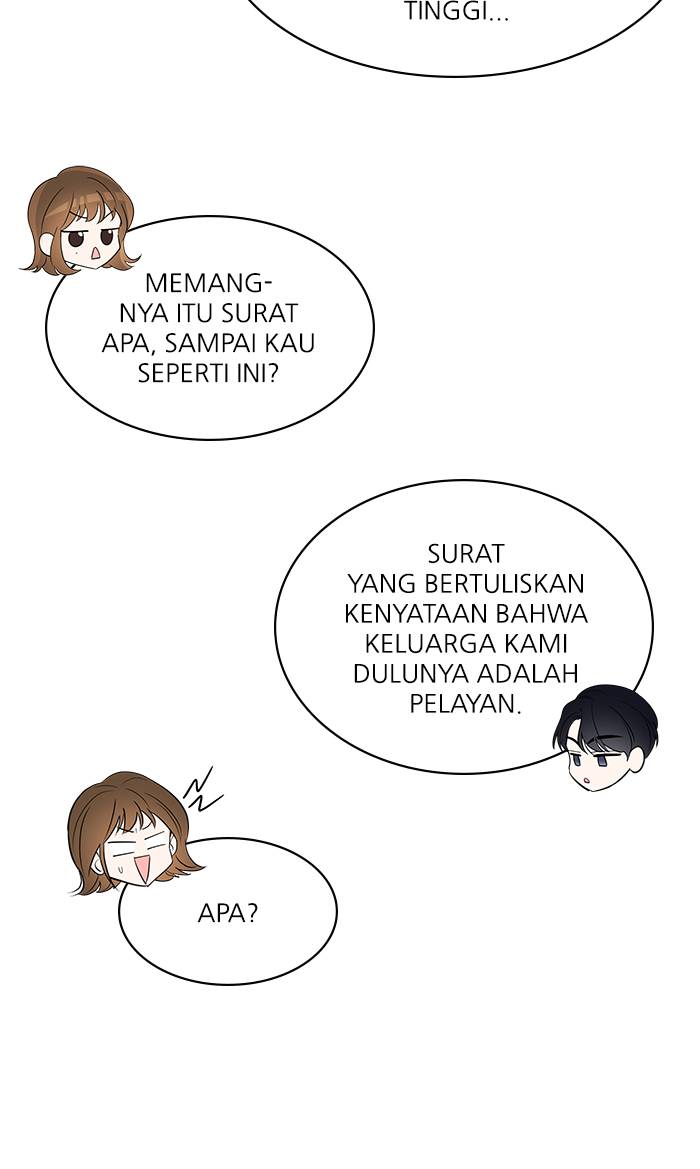 TINGGI...
MEMANG-
NYA ITU SURAT
APA, SAMPAI KAU
SEPERTI INI?
SURAT
YANG BERTULISKAN
KENYATAAN BAHWA
KELUARGA KAMI
DULUNYA ADALAH
PELAYAN.
APA?